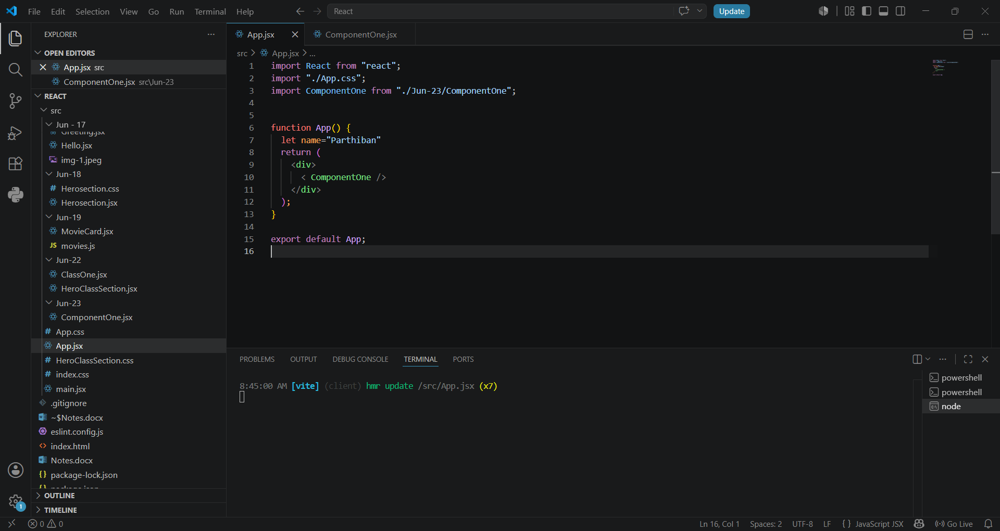 File Edit Selection View Go Run Terminal Help
React
Update
EXPLORER
OPEN EDITORS
App.jsx src
ComponentOne.jsx src\Jun-23
REACT
src
Jun - 17
Greeting.jsx
Hello.jsx
img-1.jpeg
Jun-18
# Herosection.css
Herosection.jsx
Jun-19
MovieCard.jsx
JS movies.js
Jun-22
ClassOne.jsx
HeroClassSection.jsx
Jun-23
ComponentOne.jsx
# App.css
App.jsx
# HeroClassSection.css
# index.css
main.jsx
.gitignore
~$Notes.docx
eslint.config.js
<> index.html
Notes.docx
{} package-lock.json
{} package.json
OUTLINE
TIMELINE
1
App.jsx
ComponentOne.jsx
src > App.jsx > ...
1 import React from "react";
2 import "./App.css";
3 import ComponentOne from "./Jun-23/ComponentOne";
4
5
6 function App() {
7 let name="Parthiban"
8 return (
9 <div>
10 < ComponentOne />
11 </div>
12 );
13 }
14
15 export default App;
16
PROBLEMS OUTPUT DEBUG CONSOLE TERMINAL PORTS
8:45:00 AM [vite] (client) hmr update /src/App.jsx (x7)
powershell
powershell
node
0 0
Ln 16, Col 1 Spaces: 2 UTF-8 LF {} JavaScript JSX Go Live